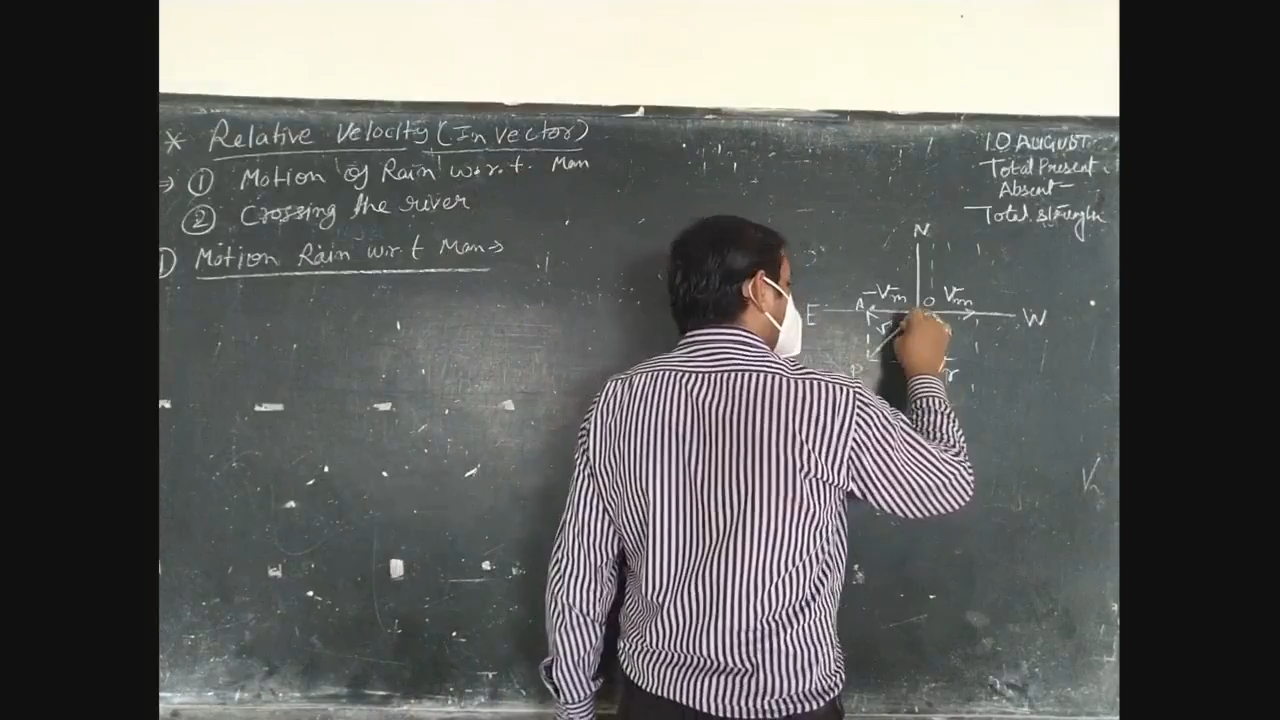 * Relative Velocity (In Vector)
⇒ ① Motion of Rain w.r.t. Man
② Crossing the river
① Motion Rain w.r.t Man →
10 AUGUST
Total Present
Absent -
Total strength
N
-Vm O Vm
E A W
P r